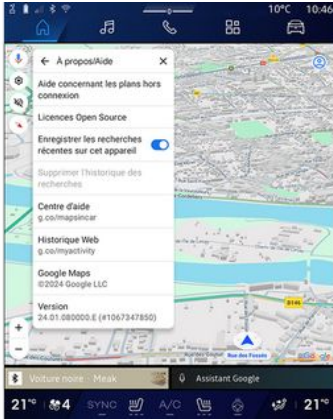 10°C 10:46
À propos/Aide
Aide concernant les plans hors
connexion
Licences Open Source
Enregistrer les recherches
récentes sur cet appareil
Supprimer l'historique des
recherches
Centre d'aide
g.co/mapsincar
Historique Web
g.co/myactivity
Google Maps
©2024 Google LLC
Version
24.01.080000.E (#1067347850)
D146
Rue des Fossés
Voiture noire · Meak
Assistant Google
21° 4 SYNC A/C 21°